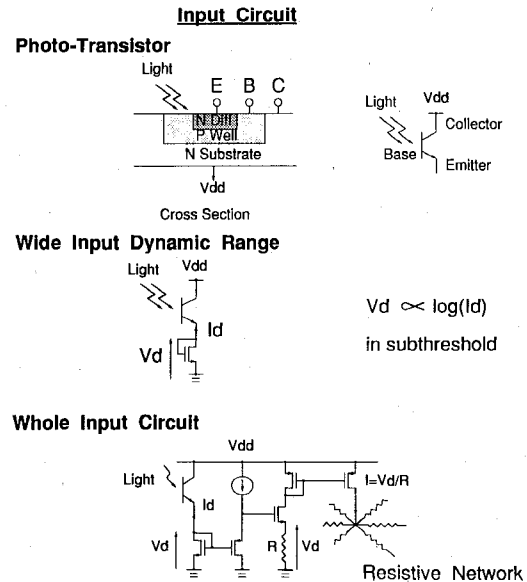 Input Circuit
Photo-Transistor
Light
E B C
N Diff
P Well
N Substrate
Vdd
Cross Section
Light
Vdd
Collector
Base
Emitter
Wide Input Dynamic Range
Light
Vdd
Id
Vd
Vd ∝ log(Id)
in subthreshold
Whole Input Circuit
Vdd
Light
Id
I=Vd/R
Vd
R
Vd
Resistive Network